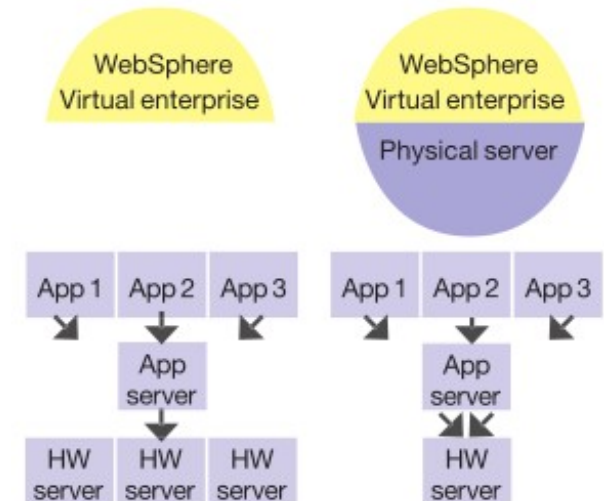 WebSphere
Virtual enterprise
WebSphere
Virtual enterprise
Physical server
App 1 App 2 App 3
App
server
HW HW HW
server server server
App 1 App 2 App 3
App
server
HW
server